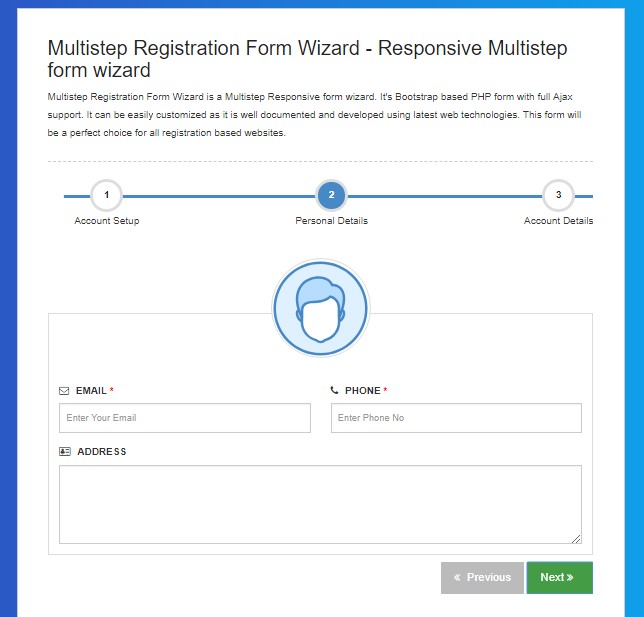 Multistep Registration Form Wizard - Responsive Multistep
form wizard
Multistep Registration Form Wizard is a Multistep Responsive form wizard. It's Bootstrap based PHP form with full Ajax
support. It can be easily customized as it is well documented and developed using latest web technologies. This form will
be a perfect choice for all registration based websites.
1 2 3
Account Setup Personal Details Account Details
EMAIL * PHONE *
Enter Your Email Enter Phone No
ADDRESS
« Previous Next »